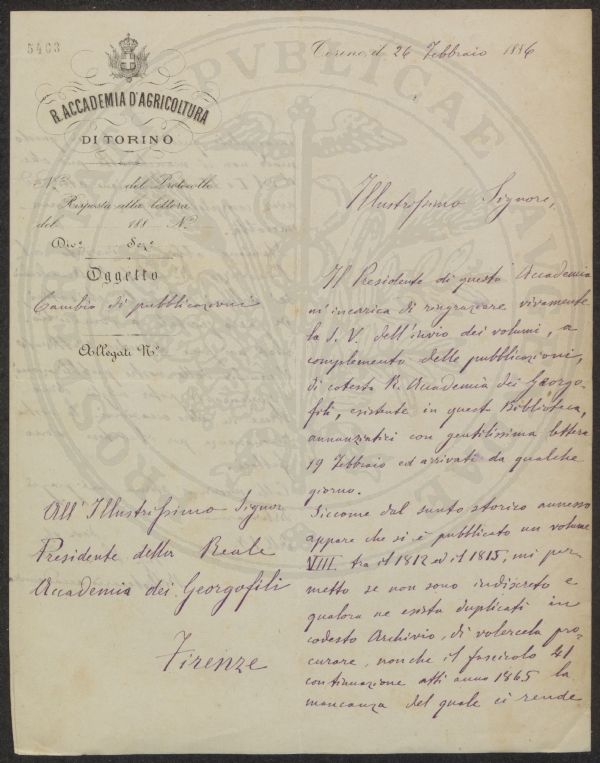 5403
R. ACCADEMIA D'AGRICOLTURA
DI TORINO
N.° del Protocollo
Risposta alla lettera
del 188 N.°
Div.e Sez.e
Oggetto
Cambio di pubblicazioni
Allegati N.°
All'Illustrissimo Signor
Presidente della Reale
Accademia dei Georgofili
Firenze
Torino, il 26 Febbraio 1886
Illustrissimo Signore,
Il Presidente di questa Accademia
m'incarica di ringraziare vivamente
la S. V. dell'invio dei volumi, a
complemento delle pubblicazioni,
di cotesta R. Accademia dei Georgo-
fili, esistente in questa Biblioteca,
annunziatici con gentilissima lettera
19 Febbraio ed arrivati da qualche
giorno.
Siccome dal sunto storico annesso
appare che si è pubblicato un volume
VIII tra il 1812 ed il 1815, mi per-
metto se non sono indiscreto e
qualora ne esista duplicati in
codesto Archivio, di volercela pro-
curare, nonchè il fascicolo 41
continuazione atti anno 1865 la
mancanza del quale ci rende